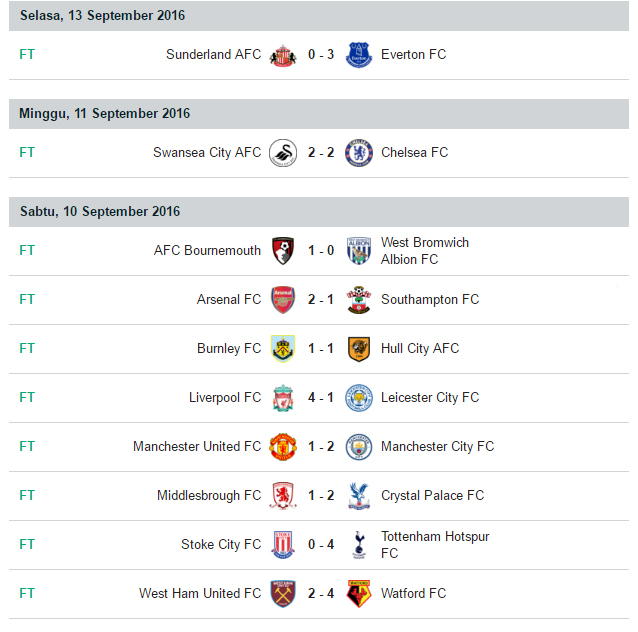 Selasa, 13 September 2016
FT Sunderland AFC 0 - 3 Everton FC
Minggu, 11 September 2016
FT Swansea City AFC 2 - 2 Chelsea FC
Sabtu, 10 September 2016
FT AFC Bournemouth 1 - 0 West Bromwich
Albion FC
FT Arsenal FC 2 - 1 Southampton FC
FT Burnley FC 1 - 1 Hull City AFC
FT Liverpool FC 4 - 1 Leicester City FC
FT Manchester United FC 1 - 2 Manchester City FC
FT Middlesbrough FC 1 - 2 Crystal Palace FC
FT Stoke City FC 0 - 4 Tottenham Hotspur
FC
FT West Ham United FC 2 - 4 Watford FC